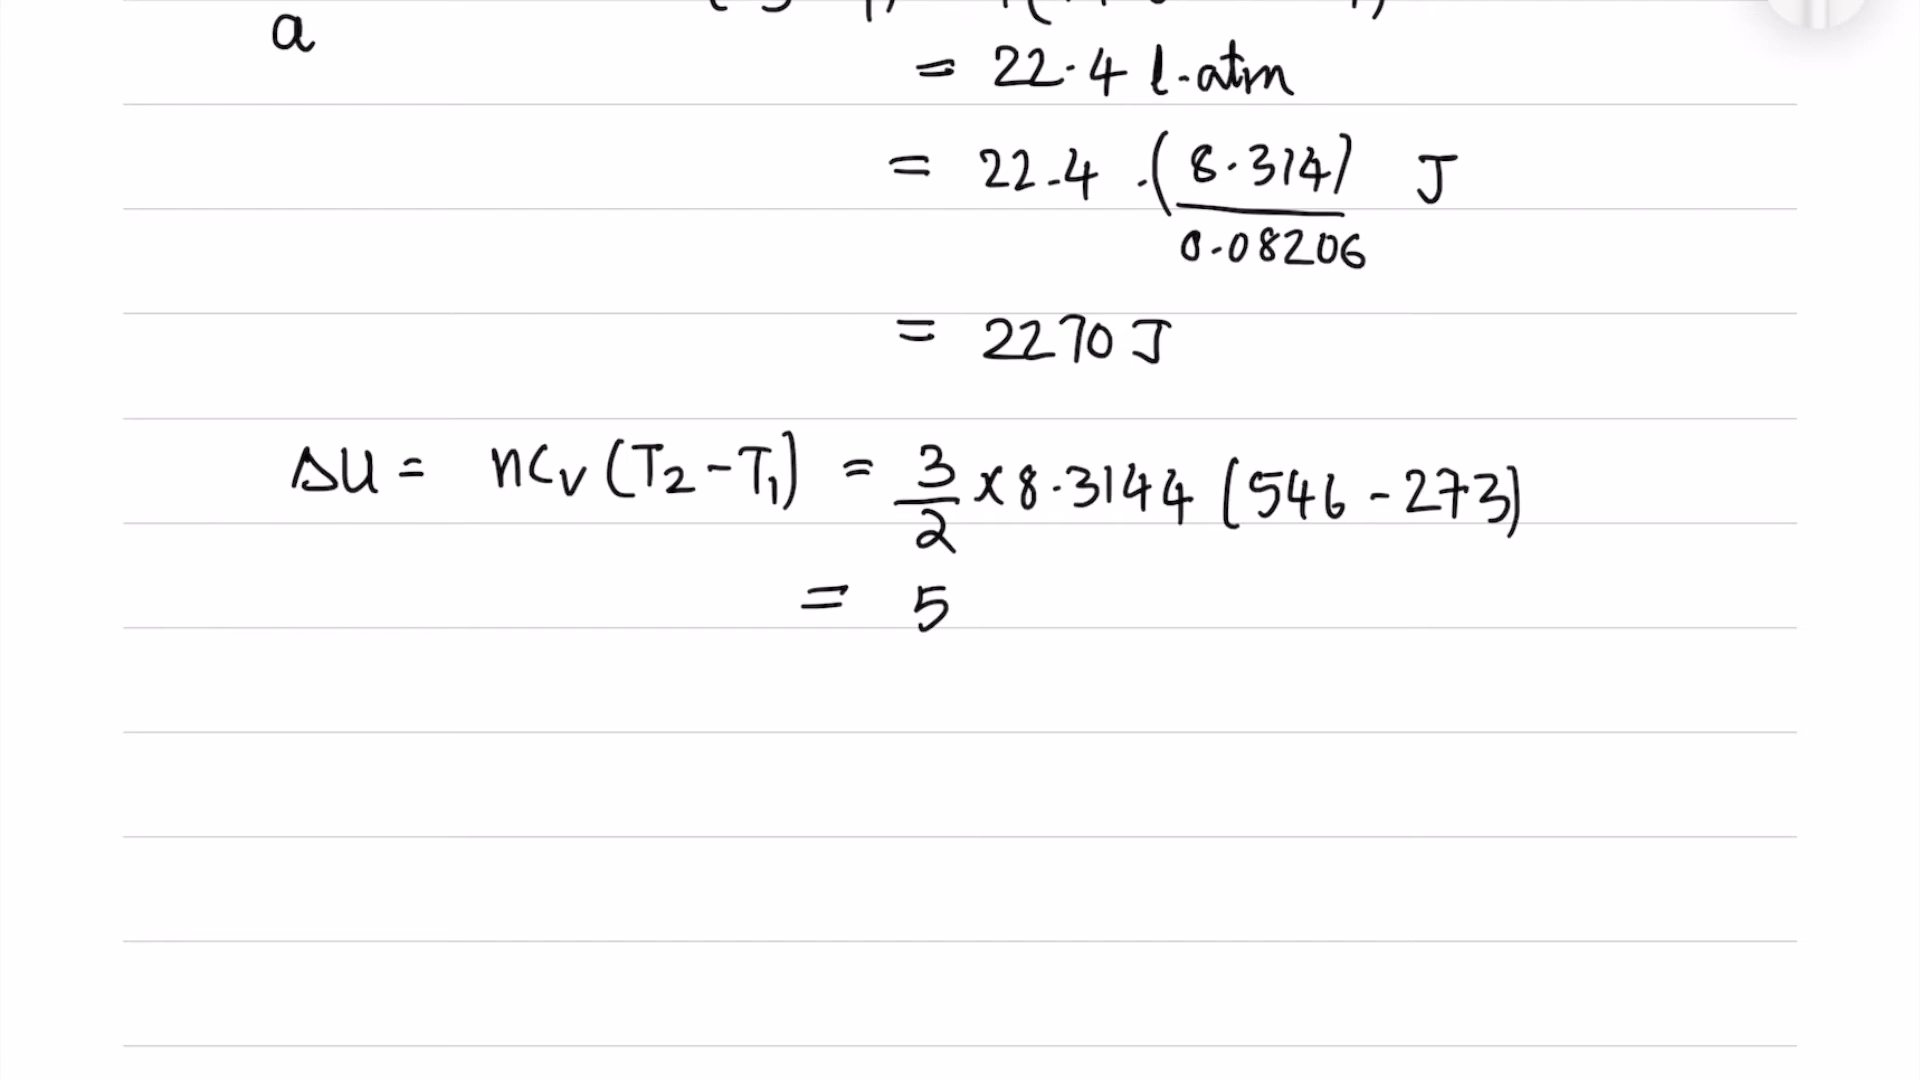 a
= 22.4 l-atm
= 22.4 .(8.314)/0.08206 J
= 2270 J
ΔU = nCv (T2-T1) = 3/2 x 8.3144 (546 - 273)
= 5